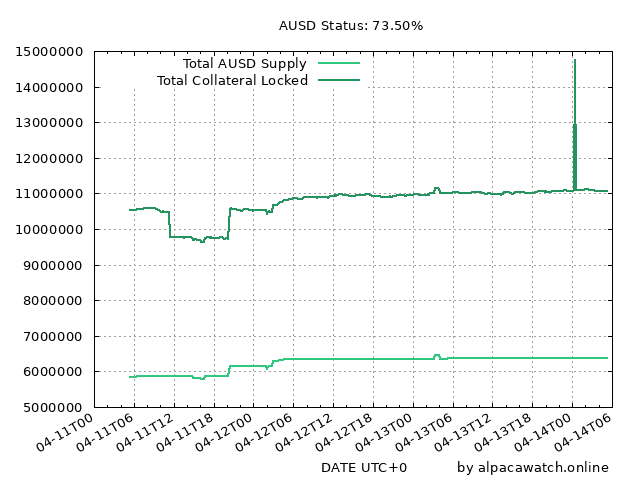 AUSD Status: 73.50%
15000000
14000000
13000000
12000000
11000000
10000000
9000000
8000000
7000000
6000000
5000000
Total AUSD Supply
Total Collateral Locked
04-11T00
04-11T06
04-11T12
04-11T18
04-12T00
04-12T06
04-12T12
04-12T18
04-13T00
04-13T06
04-13T12
04-13T18
04-14T00
04-14T06
DATE UTC+0
by alpacawatch.online